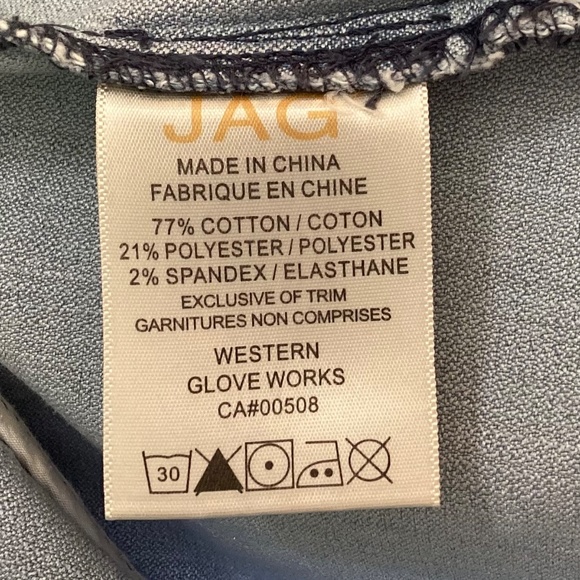 JAG
MADE IN CHINA
FABRIQUE EN CHINE
77% COTTON / COTON
21% POLYESTER / POLYESTER
2% SPANDEX / ELASTHANE
EXCLUSIVE OF TRIM
GARNITURES NON COMPRISES
WESTERN
GLOVE WORKS
CA#00508
30